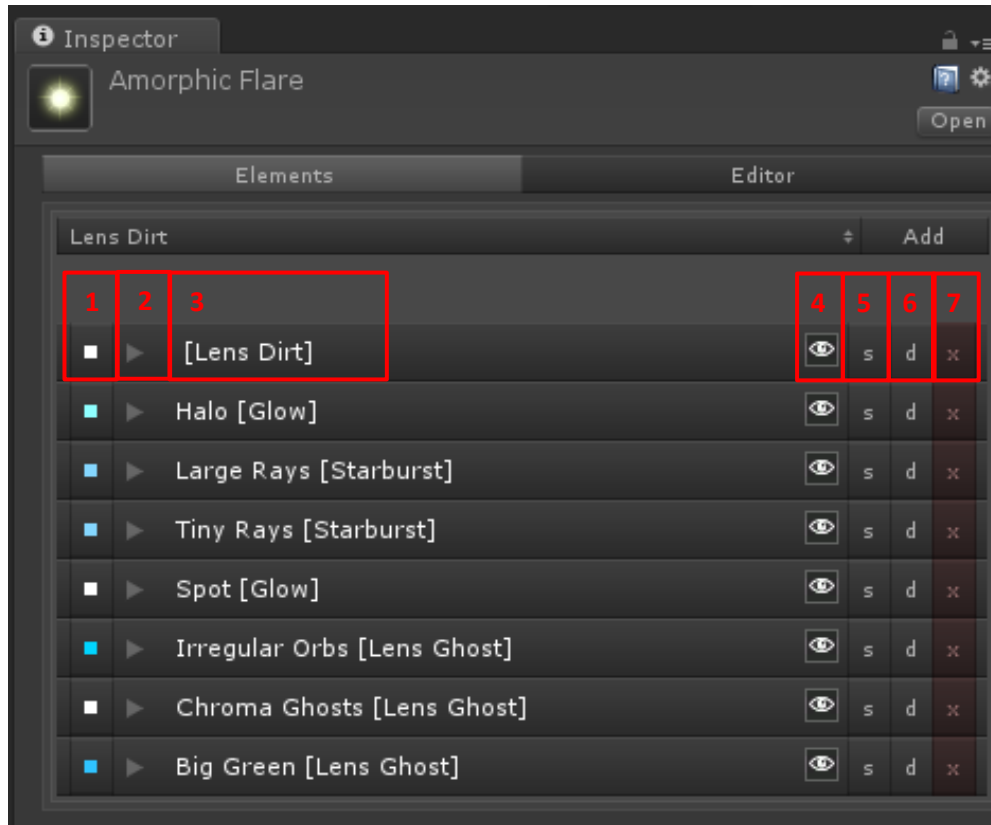 Inspector
Amorphic Flare
Open
Elements Editor
Lens Dirt Add
1 2 3 4 5 6 7
[Lens Dirt] s d x
Halo [Glow] s d x
Large Rays [Starburst] s d x
Tiny Rays [Starburst] s d x
Spot [Glow] s d x
Irregular Orbs [Lens Ghost] s d x
Chroma Ghosts [Lens Ghost] s d x
Big Green [Lens Ghost] s d x